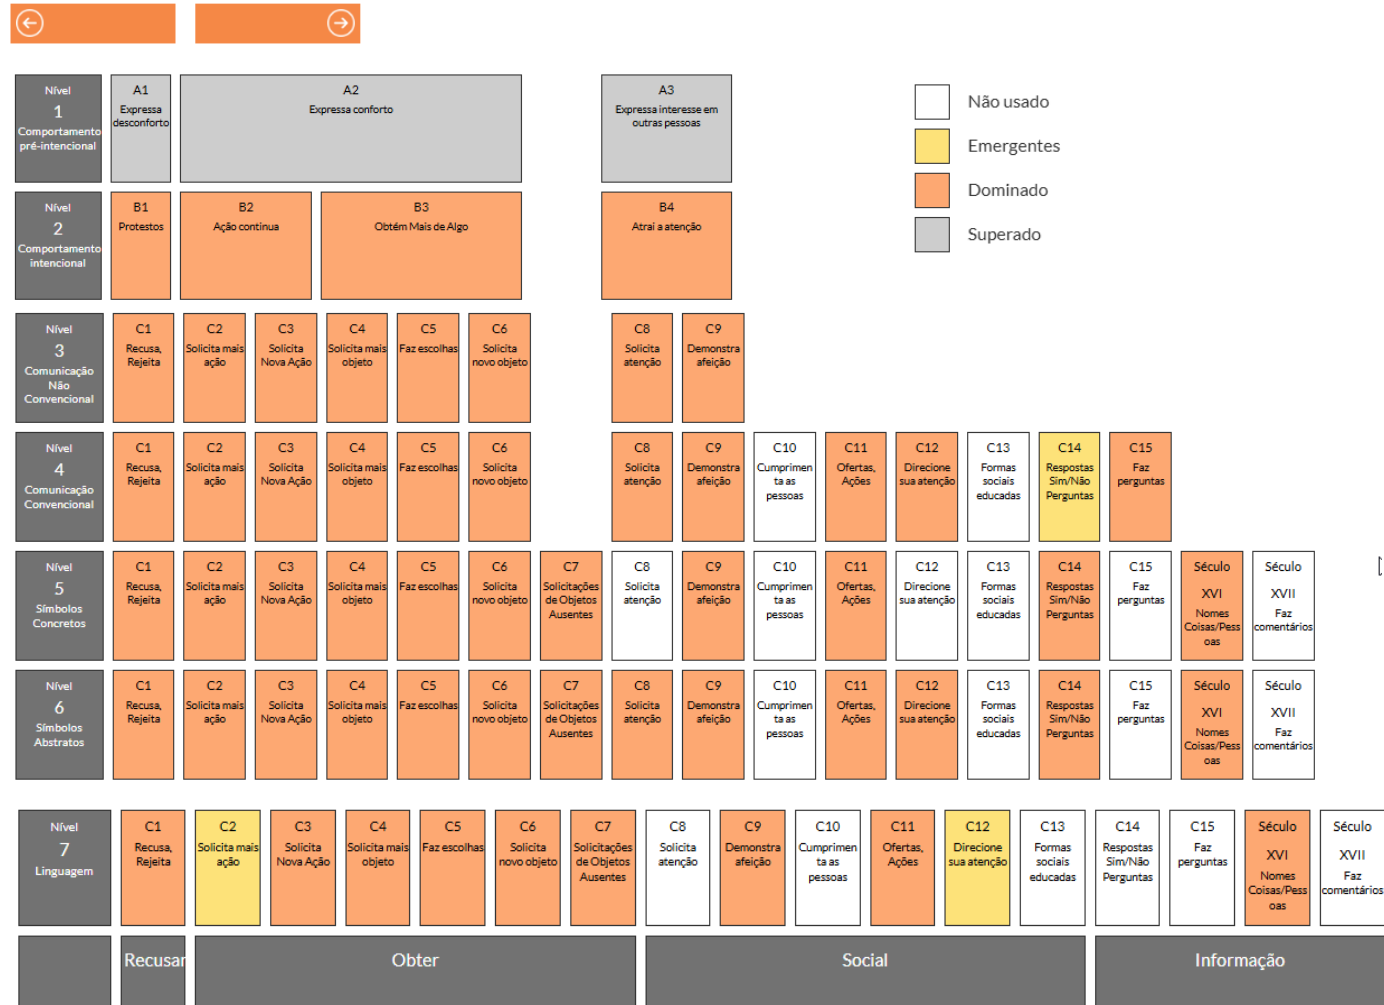 Nível
1
Comportamento
pré-intencional
A1
Expressa
desconforto
A2
Expressa conforto
A3
Expressa interesse em
outras pessoas
Não usado
Emergentes
Dominado
Superado
Nível
2
Comportamento
intencional
B1
Protestos
B2
Ação continua
B3
Obtém Mais de Algo
B4
Atrai a atenção
Nível
3
Comunicação
Não
Convencional
C1
Recusa,
Rejeita
C2
Solicita mais
ação
C3
Solicita
Nova Ação
C4
Solicita mais
objeto
C5
Faz escolhas
C6
Solicita
novo objeto
C8
Solicita
atenção
C9
Demonstra
afeição
Nível
4
Comunicação
Convencional
C1
Recusa,
Rejeita
C2
Solicita mais
ação
C3
Solicita
Nova Ação
C4
Solicita mais
objeto
C5
Faz escolhas
C6
Solicita
novo objeto
C8
Solicita
atenção
C9
Demonstra
afeição
C10
Cumprimen
ta as
pessoas
C11
Ofertas,
Ações
C12
Direcione
sua atenção
C13
Formas
sociais
educadas
C14
Respostas
Sim/Não
Perguntas
C15
Faz
perguntas
Nível
5
Símbolos
Concretos
C1
Recusa,
Rejeita
C2
Solicita mais
ação
C3
Solicita
Nova Ação
C4
Solicita mais
objeto
C5
Faz escolhas
C6
Solicita
novo objeto
C7
Solicitações
de Objetos
Ausentes
C8
Solicita
atenção
C9
Demonstra
afeição
C10
Cumprimen
ta as
pessoas
C11
Ofertas,
Ações
C12
Direcione
sua atenção
C13
Formas
sociais
educadas
C14
Respostas
Sim/Não
Perguntas
C15
Faz
perguntas
Século
XVI
Nomes
Coisas/Pess
oas
Século
XVII
Faz
comentários
Nível
6
Símbolos
Abstratos
C1
Recusa,
Rejeita
C2
Solicita mais
ação
C3
Solicita
Nova Ação
C4
Solicita mais
objeto
C5
Faz escolhas
C6
Solicita
novo objeto
C7
Solicitações
de Objetos
Ausentes
C8
Solicita
atenção
C9
Demonstra
afeição
C10
Cumprimen
ta as
pessoas
C11
Ofertas,
Ações
C12
Direcione
sua atenção
C13
Formas
sociais
educadas
C14
Respostas
Sim/Não
Perguntas
C15
Faz
perguntas
Século
XVI
Nomes
Coisas/Pess
oas
Século
XVII
Faz
comentários
Nível
7
Linguagem
C1
Recusa,
Rejeita
C2
Solicita mais
ação
C3
Solicita
Nova Ação
C4
Solicita mais
objeto
C5
Faz escolhas
C6
Solicita
novo objeto
C7
Solicitações
de Objetos
Ausentes
C8
Solicita
atenção
C9
Demonstra
afeição
C10
Cumprimen
ta as
pessoas
C11
Ofertas,
Ações
C12
Direcione
sua atenção
C13
Formas
sociais
educadas
C14
Respostas
Sim/Não
Perguntas
C15
Faz
perguntas
Século
XVI
Nomes
Coisas/Pess
oas
Século
XVII
Faz
comentários
Recusar
Obter
Social
Informação